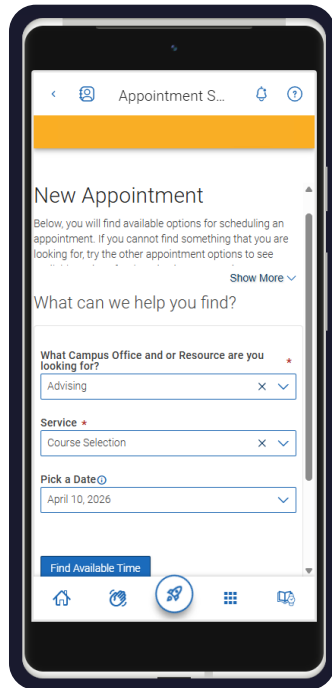 Appointment S...
New Appointment
Below, you will find available options for scheduling an
appointment. If you cannot find something that you are
looking for, try the other appointment options to see
Show More
What can we help you find?
What Campus Office and or Resource are you
looking for? *
Advising
Service *
Course Selection
Pick a Date
April 10, 2026
Find Available Time